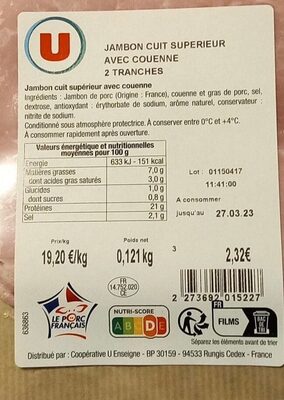 U
JAMBON CUIT SUPERIEUR
AVEC COUENNE
2 TRANCHES
Jambon cuit supérieur avec couenne
Ingrédients : Jambon de porc (Origine : France), couenne et gras de porc, sel,
dextrose, antioxydant : érythorbate de sodium, arôme naturel, conservateur :
nitrite de sodium.
Conditionné sous atmosphère protectrice. À conserver entre 0°C et +4°C.
À consommer rapidement après ouverture.
Valeurs énergétique et nutritionnelles
moyennes pour 100 g
Energie 633 kJ - 151 kcal
Matières grasses 7,0 g
dont acides gras saturés 3,0 g
Glucides 1,0 g
dont sucres 0,8 g
Protéines 21 g
Sel 2,1 g
Lot : 01150417
11:41:00
A consommer
jusqu'au 27.03.23
Prix/kg Poids net
19,20 €/kg 0,121 kg 3 2,32€
FR
14.752.020
CE
2 273692 015227
636863
LE PORC
FRANÇAIS
NUTRI-SCORE
A B C D E
FR
FILMS
BAC DE TRI
Séparez les éléments avant de trier
Distribué par : Coopérative U Enseigne - BP 30159 - 94533 Rungis Cedex - France